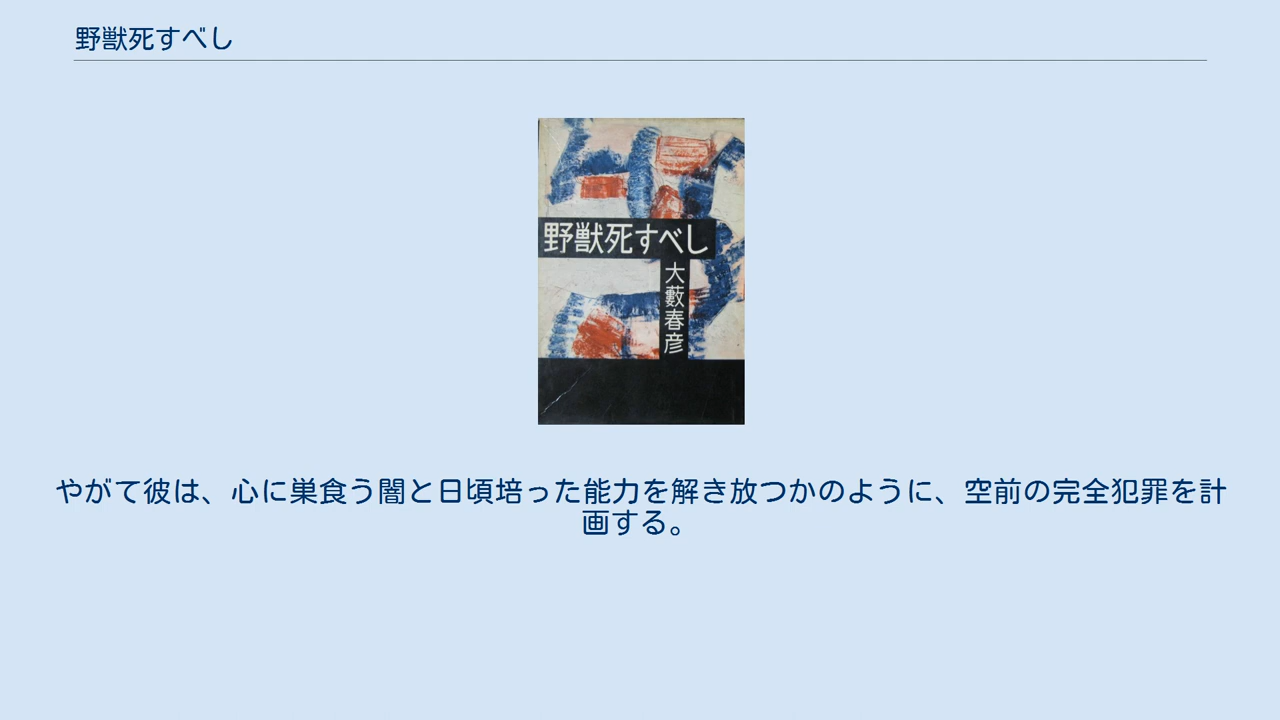 野獣死すべし
野獣死すべし
大藪春彦
やがて彼は、心に巣食う闇と日頃培った能力を解き放つかのように、空前の完全犯罪を計
画する。